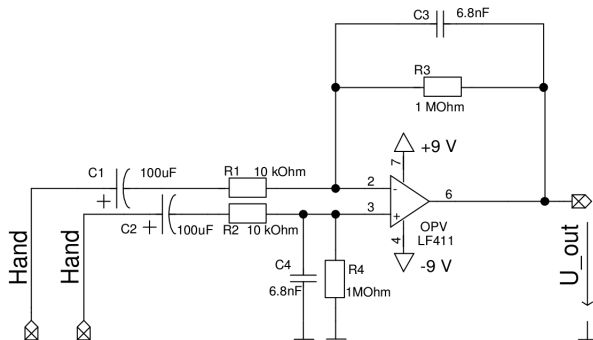 C3 6.8nF
R3
1 MOhm
+9 V
7
C1 100uF R1 10 kOhm
2
-
6
+
3
+
OPV
LF411
C2 + 100uF R2 10 kOhm
4
-9 V
C4
6.8nF
R4
1MOhm
Hand
Hand
U_out